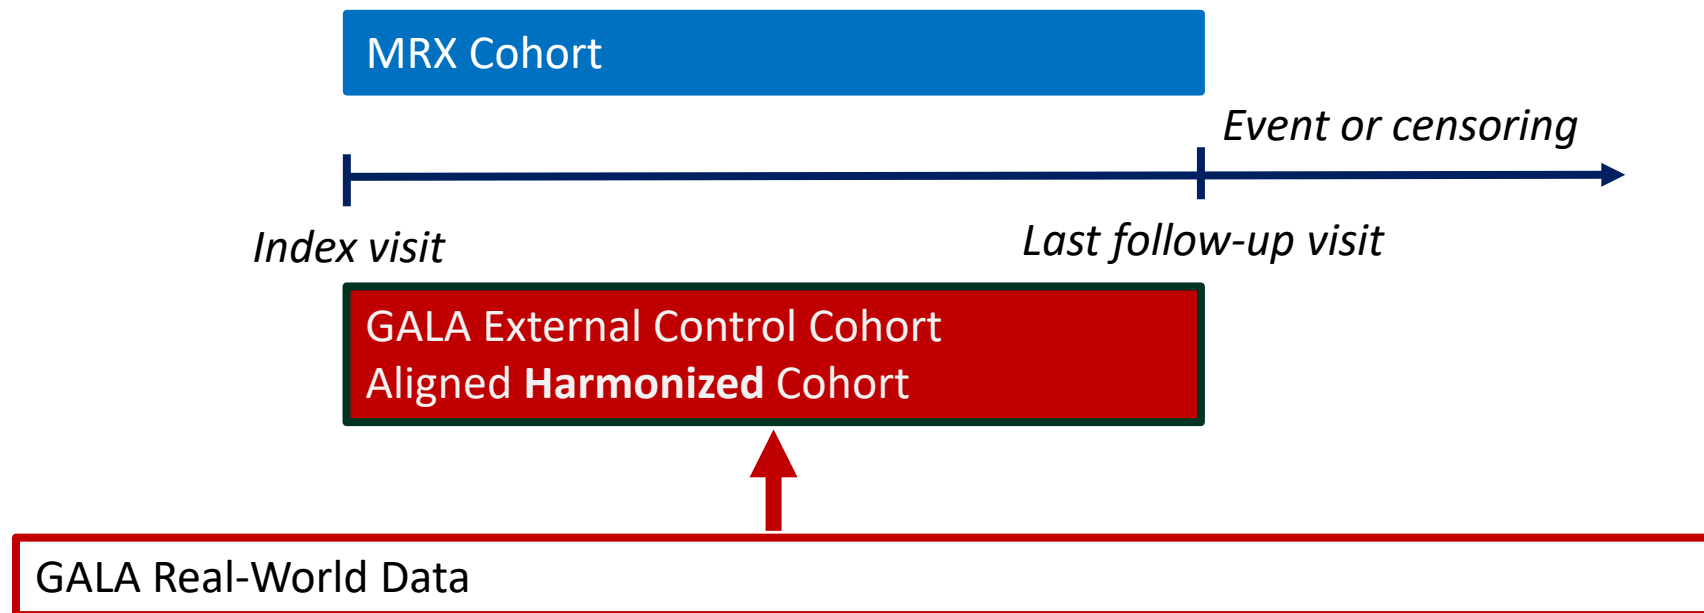 MRX Cohort
Event or censoring
Index visit
Last follow-up visit
GALA External Control Cohort
Aligned Harmonized Cohort
GALA Real-World Data